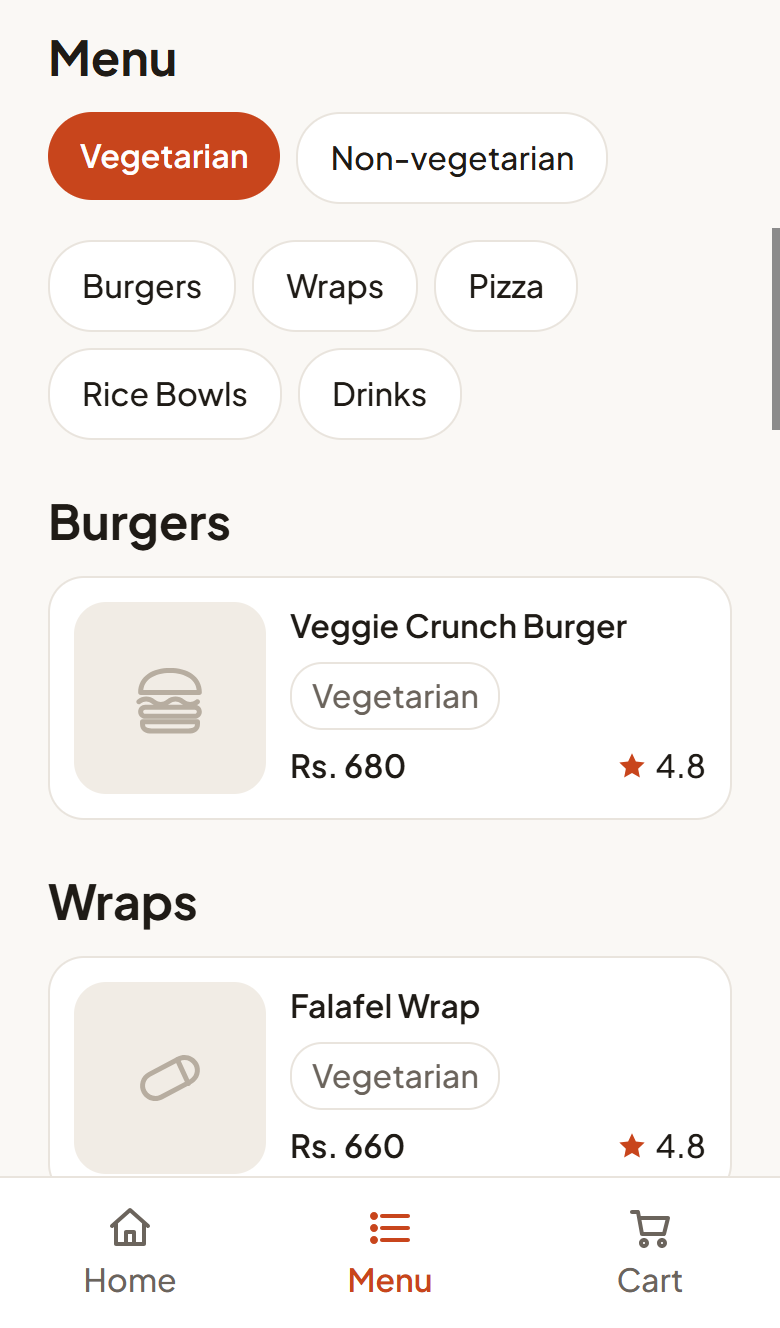 Menu
Vegetarian
Non-vegetarian
Burgers
Wraps
Pizza
Rice Bowls
Drinks
Burgers
Veggie Crunch Burger
Vegetarian
Rs. 680
4.8
Wraps
Falafel Wrap
Vegetarian
Rs. 660
4.8
Home
Menu
Cart